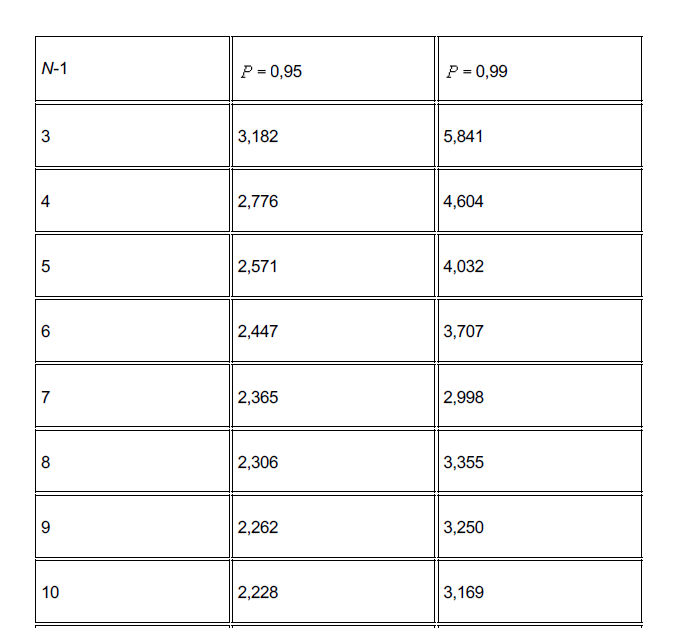 N-1 P = 0,95 P = 0,99
3 3,182 5,841
4 2,776 4,604
5 2,571 4,032
6 2,447 3,707
7 2,365 2,998
8 2,306 3,355
9 2,262 3,250
10 2,228 3,169